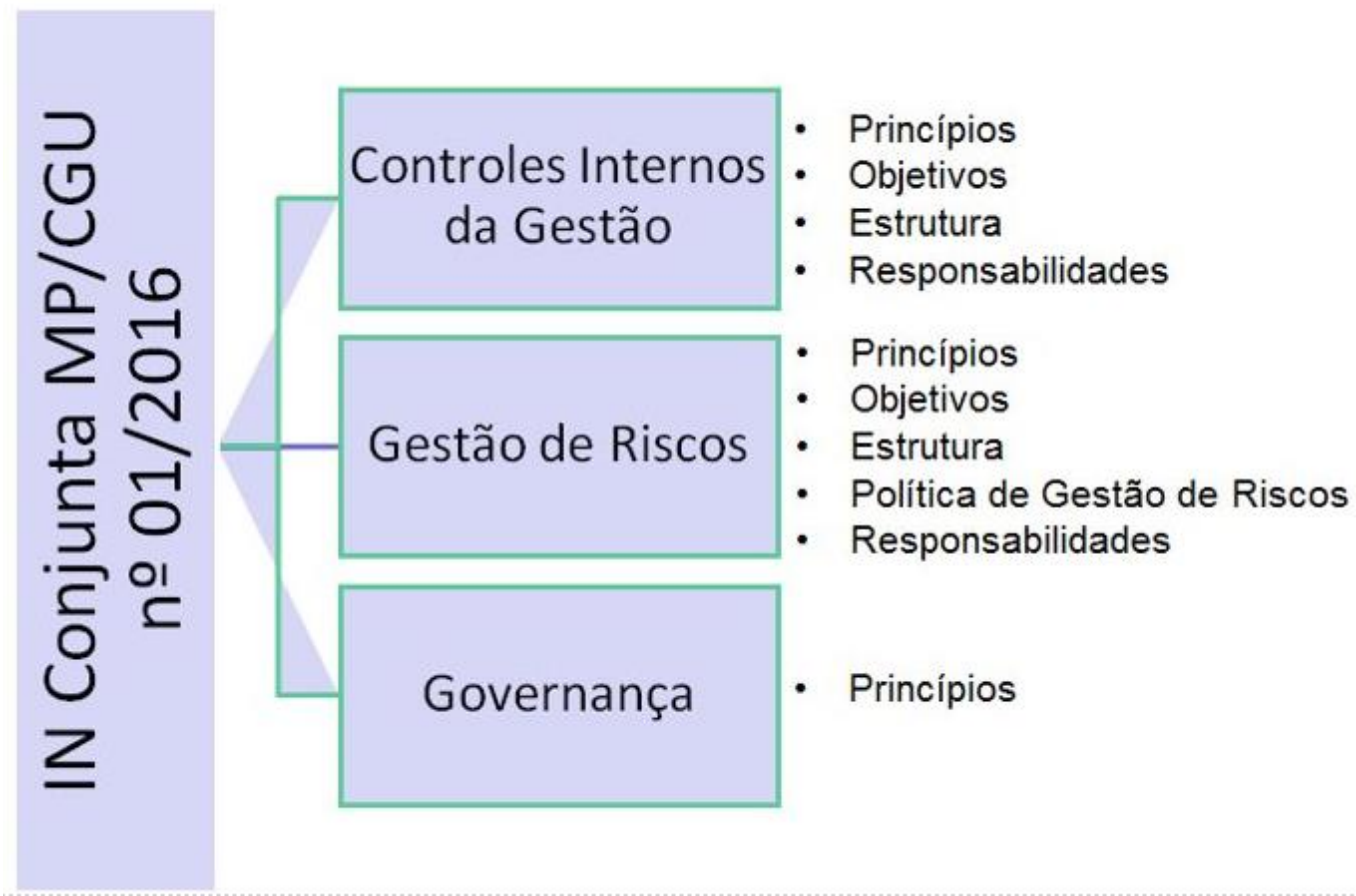 IN Conjunta MP/CGU
nº 01/2016
Controles Internos
da Gestão
• Princípios
• Objetivos
• Estrutura
• Responsabilidades
Gestão de Riscos
• Princípios
• Objetivos
• Estrutura
• Política de Gestão de Riscos
• Responsabilidades
Governança
• Princípios